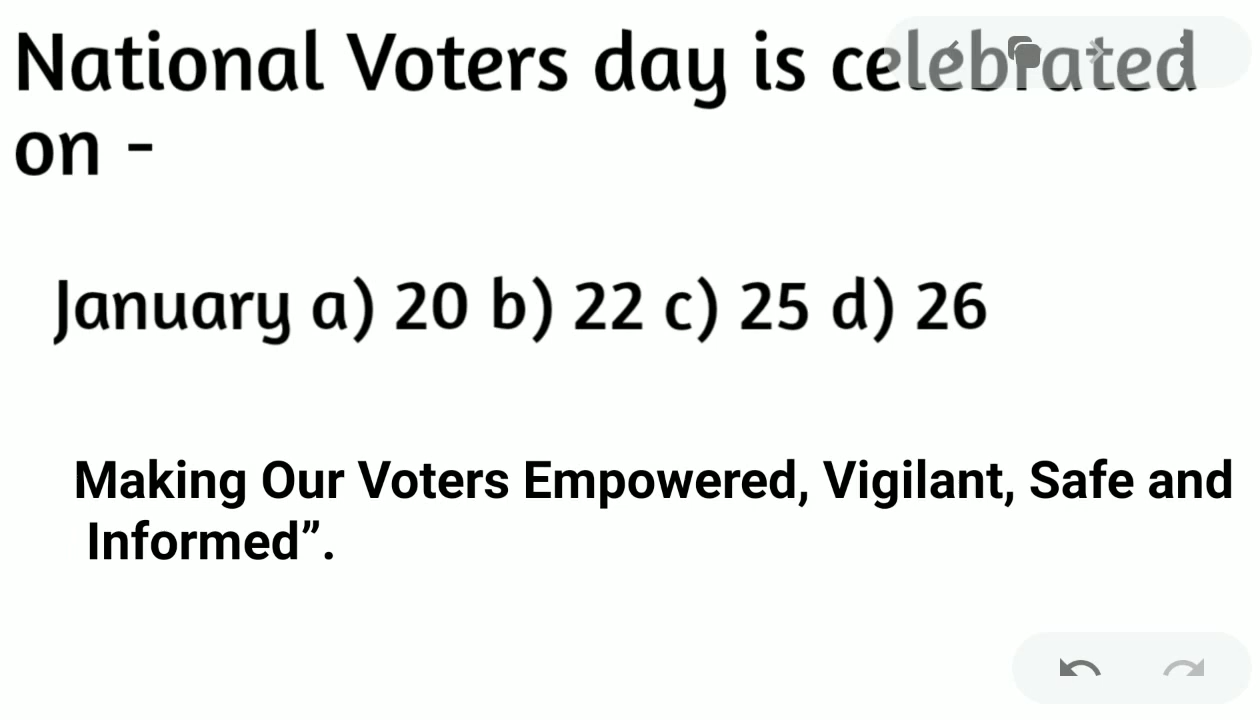 National Voters day is celebrated
on -
January a) 20 b) 22 c) 25 d) 26
Making Our Voters Empowered, Vigilant, Safe and
Informed”.